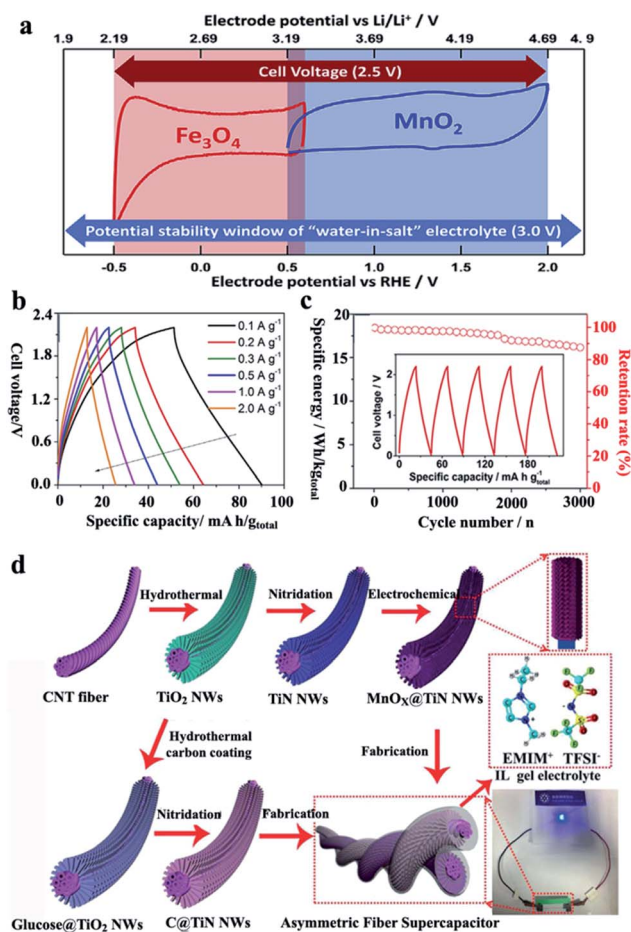 a
Electrode potential vs Li/Li⁺ / V
1.9 2.19 2.69 3.19 3.29 4.19 4.69 4.9
Cell Voltage (2.5 V)
Fe₃O₄
MnO₂
Potential stability window of "water-in-salt" electrolyte (3.0 V)
-0.5 0.0 0.5 0.6 1.5 2.0
Electrode potential vs RHE / V
b
Cell voltage/V
2.4
1.8
1.2
0.6
0.0
0.1 A g⁻¹
0.2 A g⁻¹
0.3 A g⁻¹
0.5 A g⁻¹
1.0 A g⁻¹
2.0 A g⁻¹
0 20 40 60 80 100
Specific capacity/ mA h/gtotal
c
Specific energy / Wh/kgtotal
20
15
10
5
0
100
80
60
40
20
0
Retention rate (%)
Cell voltage / V
2
1
0
0 60 120 180
Specific capacity / mA h g⁻¹total
0 1000 2000 3000
Cycle number / n
d
Hydrothermal
Nitridation
Electrochemical
CNT fiber
TiO₂ NWs
TiN NWs
MnOX@TiN NWs
Hydrothermal
carbon coating
Fabrication
EMIM⁺
TFSI⁻
IL gel electrolyte
Nitridation
Fabrication
Glucose@TiO₂ NWs
C@TiN NWs
Asymmetric Fiber Supercapacitor